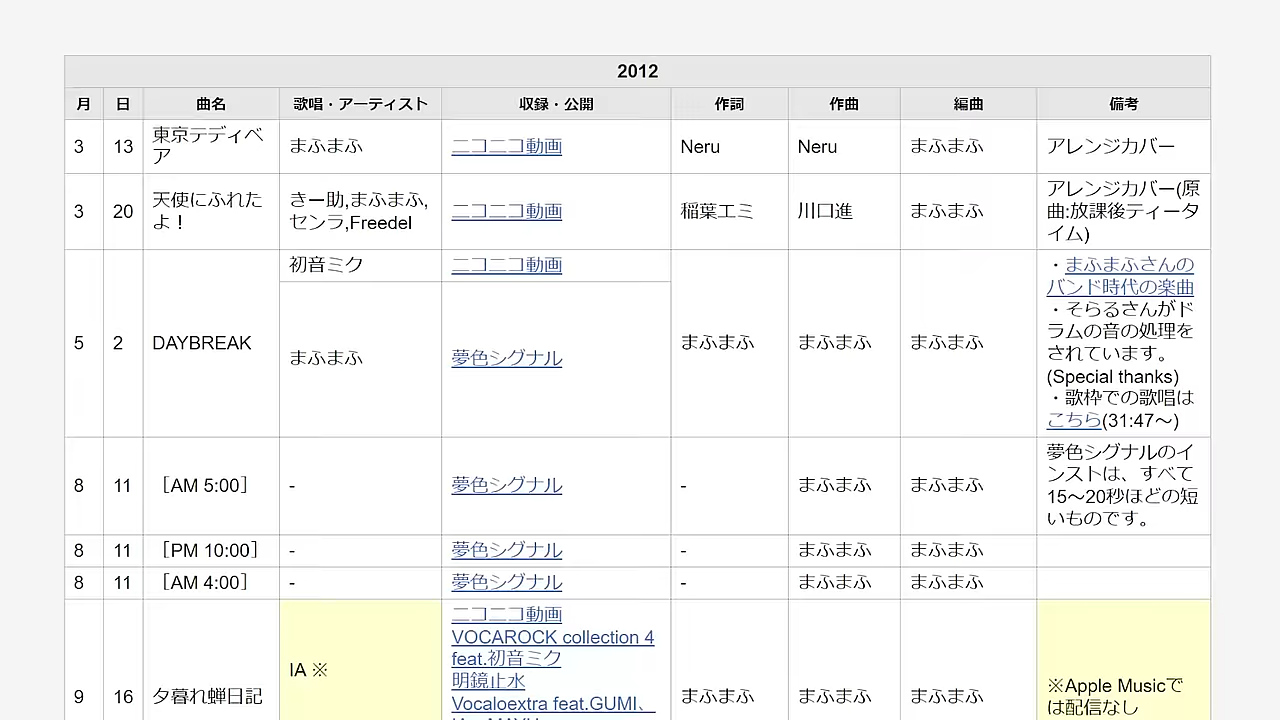 2012
月 日 曲名 歌唱・アーティスト 収録・公開 作詞 作曲 編曲 備考
3 13 東京テディベア まふまふ ニコニコ動画 Neru Neru まふまふ アレンジカバー
3 20 天使にふれたよ！ きー助,まふまふ,センラ,Freedel ニコニコ動画 稲葉エミ 川口進 まふまふ アレンジカバー(原曲:放課後ティータイム)
5 2 DAYBREAK 初音ミク ニコニコ動画 まふまふ まふまふ まふまふ
まふまふ 夢色シグナル
・まふまふさんの
バンド時代の楽曲
・そらるさんがド
ラムの音の処理を
されています。
(Special thanks)
・歌枠での歌唱は
こちら(31:47〜)
8 11 ［AM 5:00］ - 夢色シグナル - まふまふ まふまふ
夢色シグナルのイ
ンストは、すべて
15〜20秒ほどの短
いものです。
8 11 ［PM 10:00］ - 夢色シグナル - まふまふ まふまふ
8 11 ［AM 4:00］ - 夢色シグナル - まふまふ まふまふ
9 16 夕暮れ蝉日記 IA ※
ニコニコ動画
VOCAROCK collection 4
feat.初音ミク
明鏡止水
Vocaloextra feat.GUMI、
まふまふ まふまふ まふまふ
※Apple Musicで
は配信なし